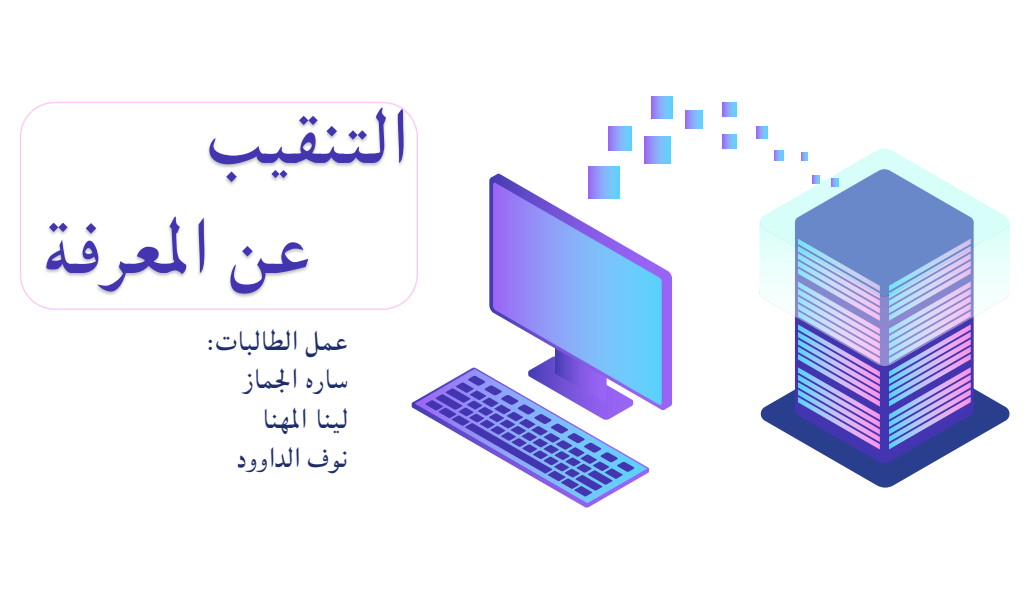 التنقيب
عن المعرفة
عمل الطالبات:
ساره الجماز
لينا المهنا
نوف الداوود